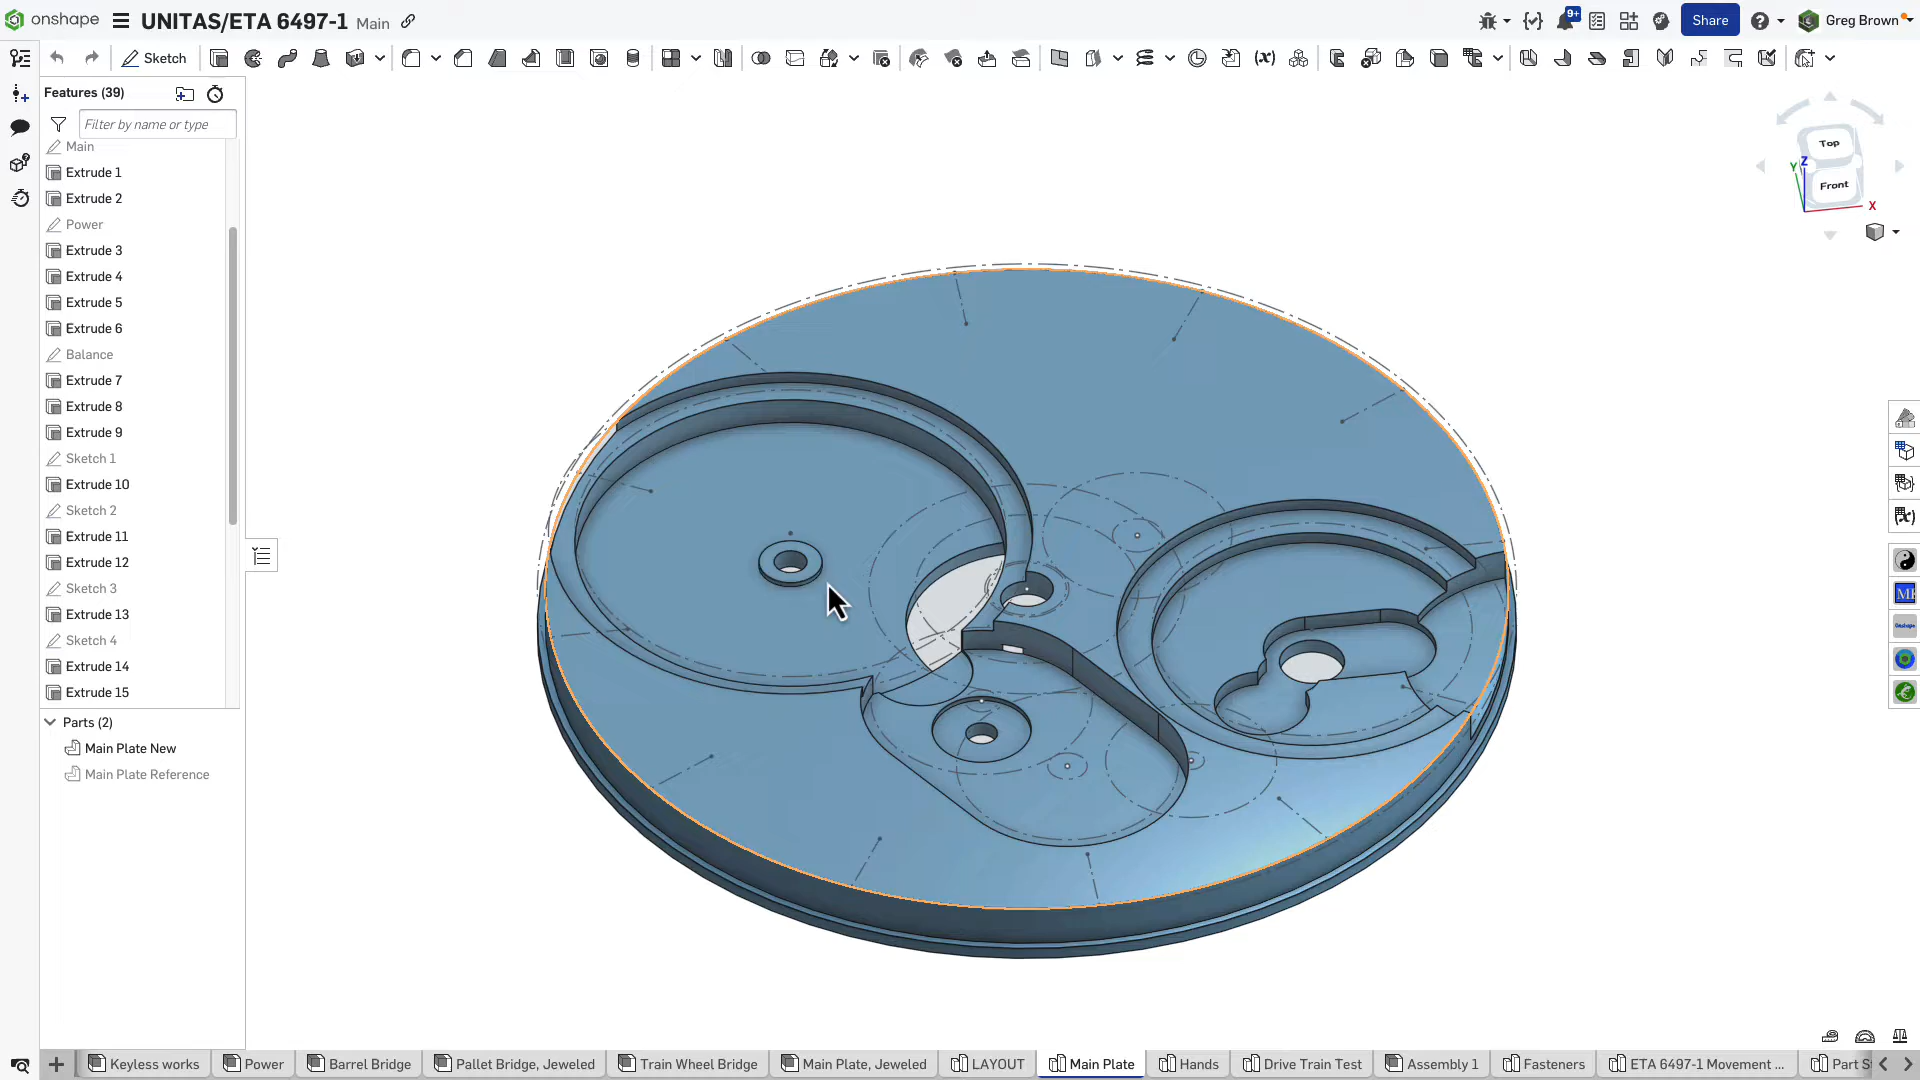 onshape UNITAS/ETA 6497-1 Main 9+ Share Greg Brown
Sketch (x)
Features (39)
Filter by name or type
Main
Extrude 1
Extrude 2
Power
Extrude 3
Extrude 4
Extrude 5
Extrude 6
Balance
Extrude 7
Extrude 8
Extrude 9
Sketch 1
Extrude 10
Sketch 2
Extrude 11
Extrude 12
Sketch 3
Extrude 13
Sketch 4
Extrude 14
Extrude 15
Parts (2)
Main Plate New
Main Plate Reference
Top
Front
Z
Y
X
Keyless works Power Barrel Bridge Pallet Bridge, Jeweled Train Wheel Bridge Main Plate, Jeweled LAYOUT Main Plate Hands Drive Train Test Assembly 1 Fasteners ETA 6497-1 Movement ... Part S